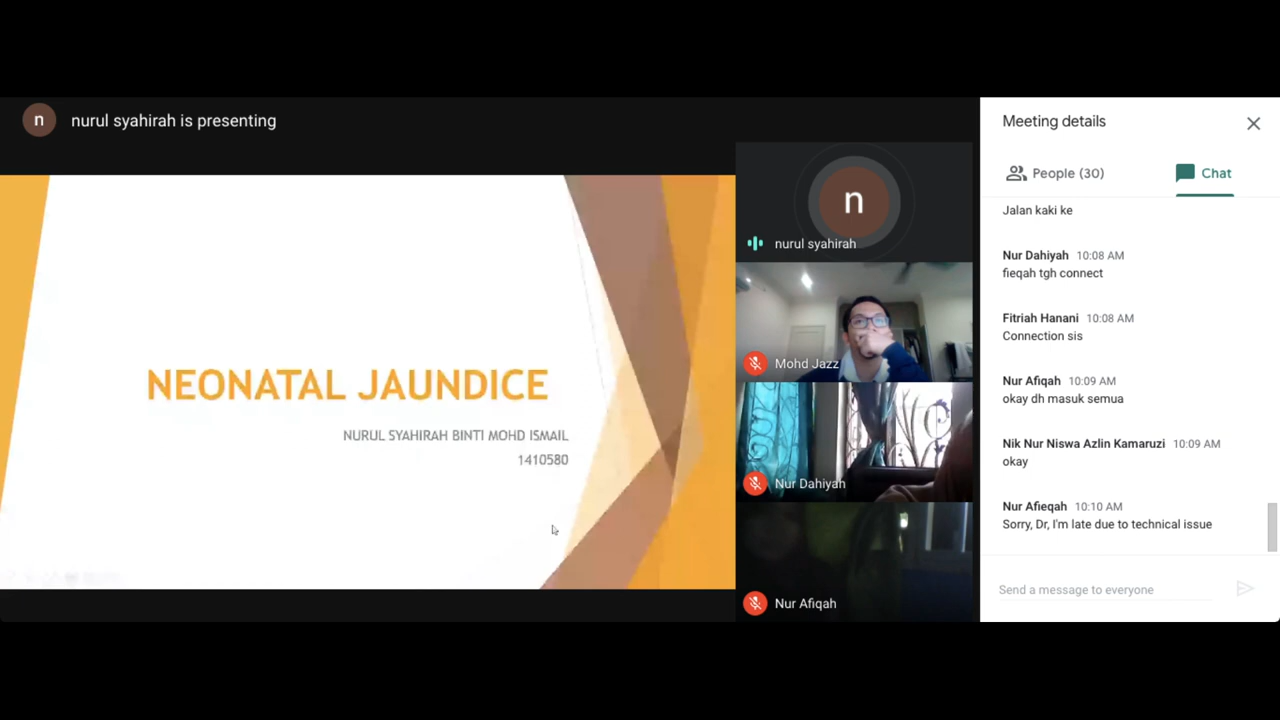 n
nurul syahirah is presenting
NEONATAL JAUNDICE
NURUL SYAHIRAH BINTI MOHD ISMAIL
1410580
n
nurul syahirah
Mohd Jazz
Nur Dahiyah
Nur Afiqah
Meeting details
People (30)
Chat
Jalan kaki ke
Nur Dahiyah 10:08 AM
fieqah tgh connect
Fitriah Hanani 10:08 AM
Connection sis
Nur Afiqah 10:09 AM
okay dh masuk semua
Nik Nur Niswa Azlin Kamaruzi 10:09 AM
okay
Nur Afieqah 10:10 AM
Sorry, Dr, I'm late due to technical issue
Send a message to everyone